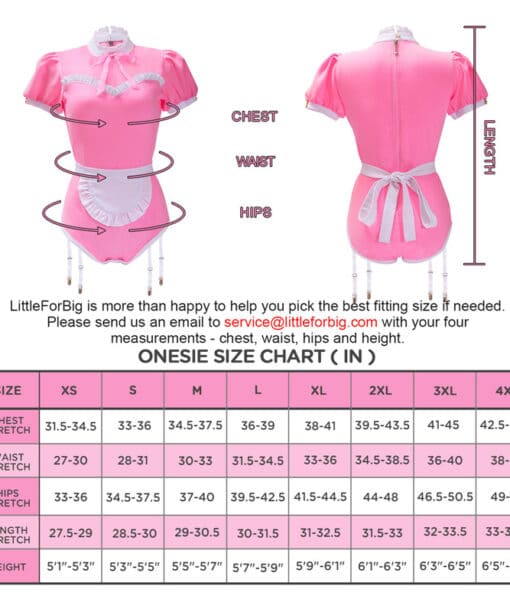 CHEST
WAIST
HIPS
LENGTH
LittleForBig is more than happy to help you pick the best fitting size if needed.
Please send us an email to service@littleforbig.com with your four
measurements - chest, waist, hips and height.
ONESIE SIZE CHART ( IN )
SIZE XS S M L XL 2XL 3XL 4X
HEST 31.5-34.5 33-36 34.5-37.5 36-39 38-41 39.5-43.5 41-45 42.5-
RETCH
VAIST 27-30 28-31 30-33 31.5-34.5 33-36 34.5-38.5 36-40 38-
RETCH
HIPS 33-36 34.5-37.5 37-40 39.5-42.5 41.5-44.5 44-48 46.5-50.5 49-
RETCH
NGTH 27.5-29 28.5-30 29-30.5 30-31.5 31-32.5 31.5-33 32-33.5 33-3
RETCH
EIGHT 5'1"-5'3" 5'3"-5'5" 5'5"-5'7" 5'7"-5'9" 5'9"-6'1" 6'1"-6'3" 6'3"-6'5" 6'5"-